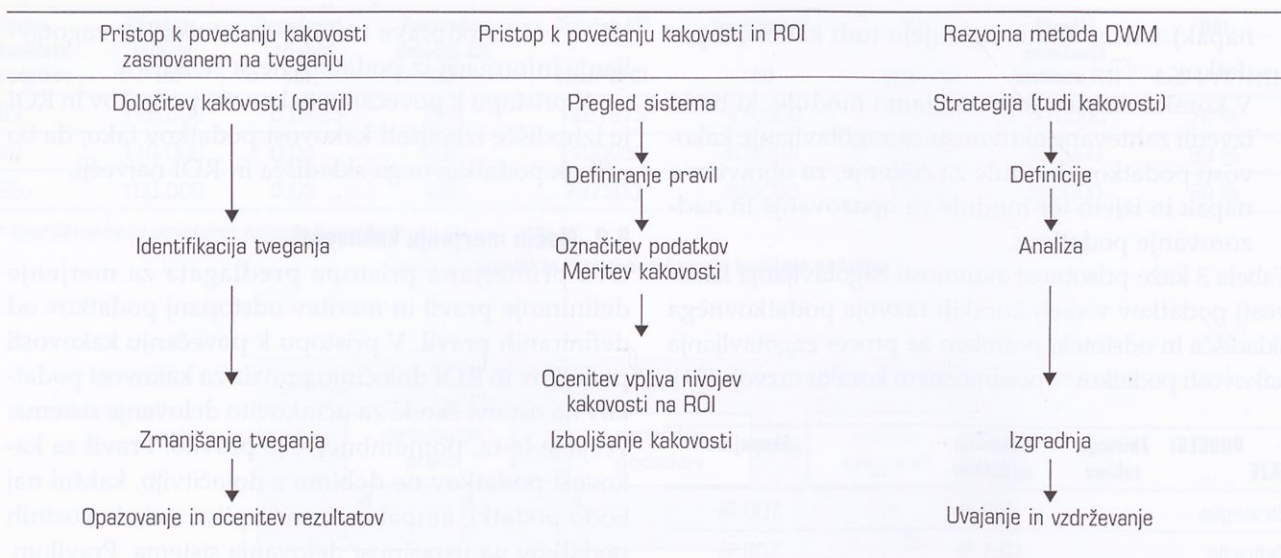 Pristop k povečanju kakovosti
zasnovanem na tveganju
Pristop k povečanju kakovosti in ROI
Razvojna metoda DWM
Določitev kakovosti (pravil)
Pregled sistema
Strategija (tudi kakovosti)
Definiranje pravil
Definicije
Identifikacija tveganja
Označitev podatkov
Meritev kakovosti
Analiza
Ocenitev vpliva nivojev
kakovosti na ROI
Zmanjšanje tveganja
Izboljšanje kakovosti
Izgradnja
Opazovanje in ocenitev rezultatov
Uvajanje in vzdrževanje